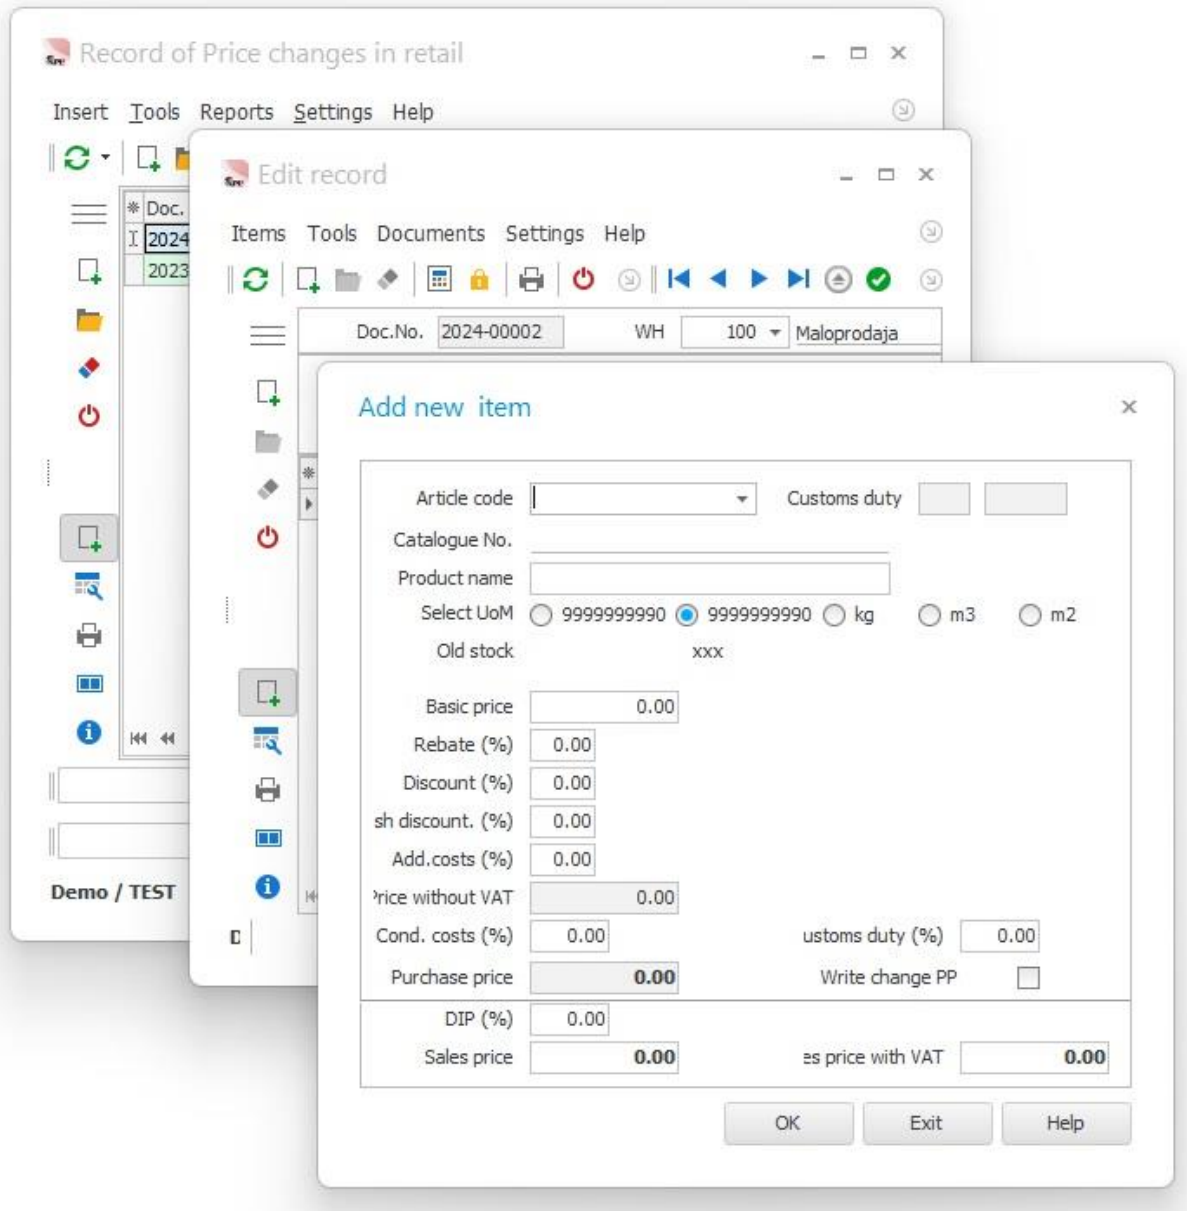 Record of Price changes in retail
Insert Tools Reports Settings Help
Doc.
2024
2023
Demo / TEST
Edit record
Items Tools Documents Settings Help
Doc.No. 2024-00002 WH 100 Maloprodaja
Add new item
Article code Customs duty
Catalogue No.
Product name
Select UoM 9999999990 9999999990 kg m3 m2
Old stock xxx
Basic price 0.00
Rebate (%) 0.00
Discount (%) 0.00
sh discount. (%) 0.00
Add.costs (%) 0.00
Price without VAT 0.00
Cond. costs (%) 0.00 ustoms duty (%) 0.00
Purchase price 0.00 Write change PP
DIP (%) 0.00
Sales price 0.00 es price with VAT 0.00
OK Exit Help